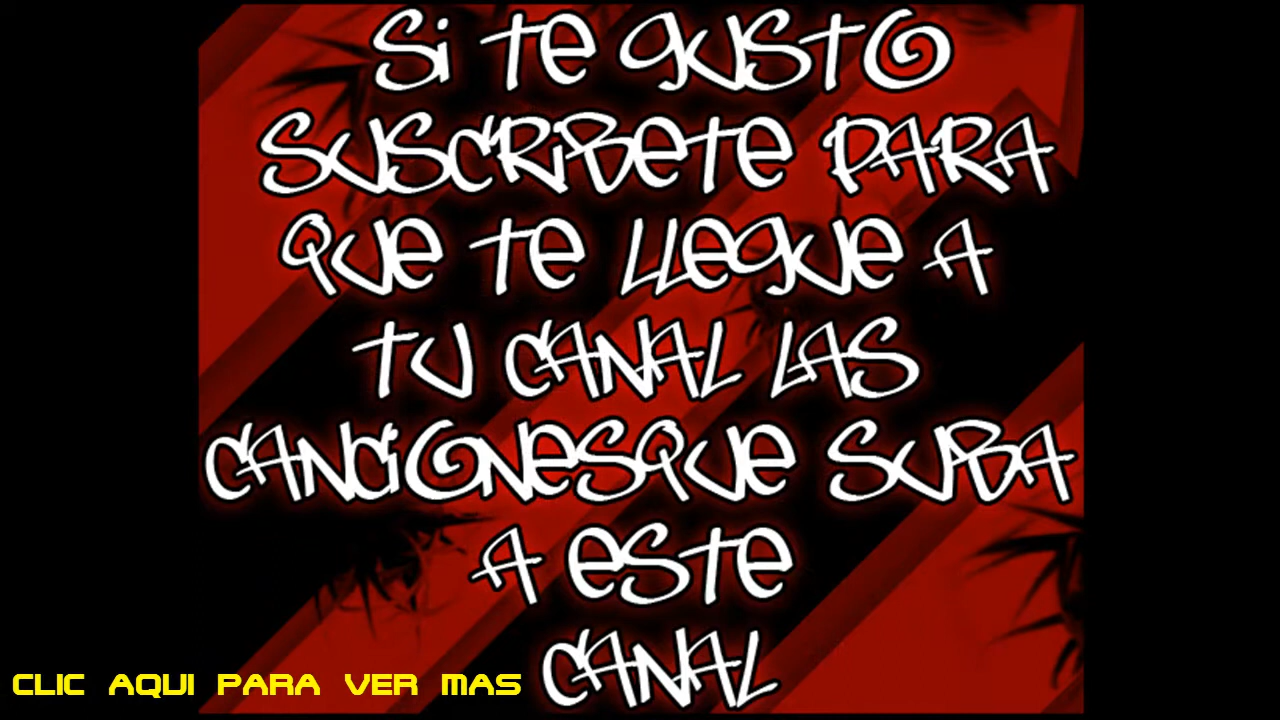 Si te gusto
suscribete para
que te llegue a
tu canal las
cancionesque suba
a este
canal
CLIC AQUI PARA VER MAS